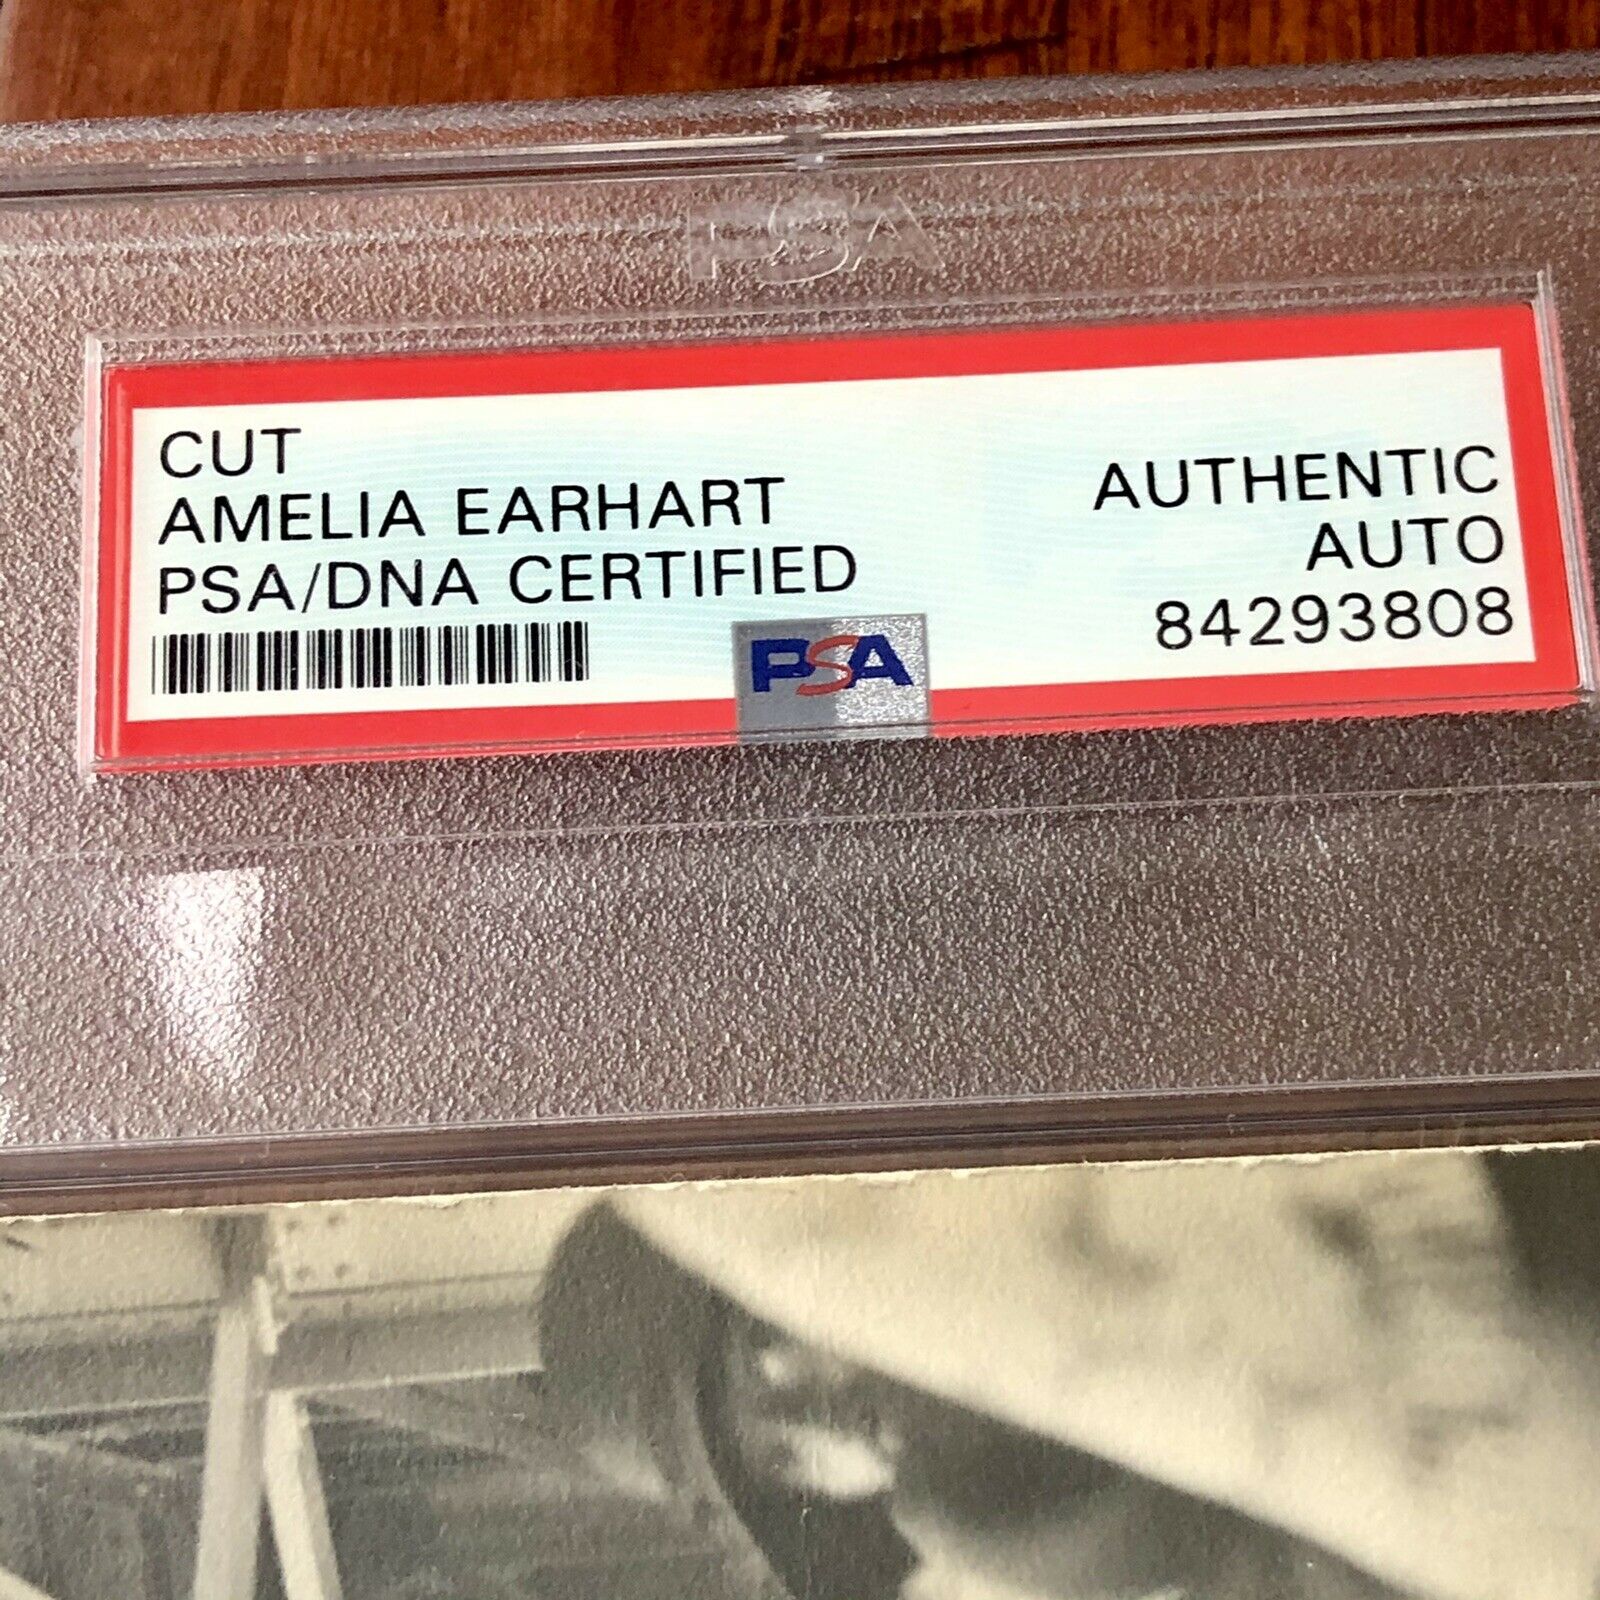 PSA
CUT
AMELIA EARHART
PSA/DNA CERTIFIED
AUTHENTIC
AUTO
84293808
PSA